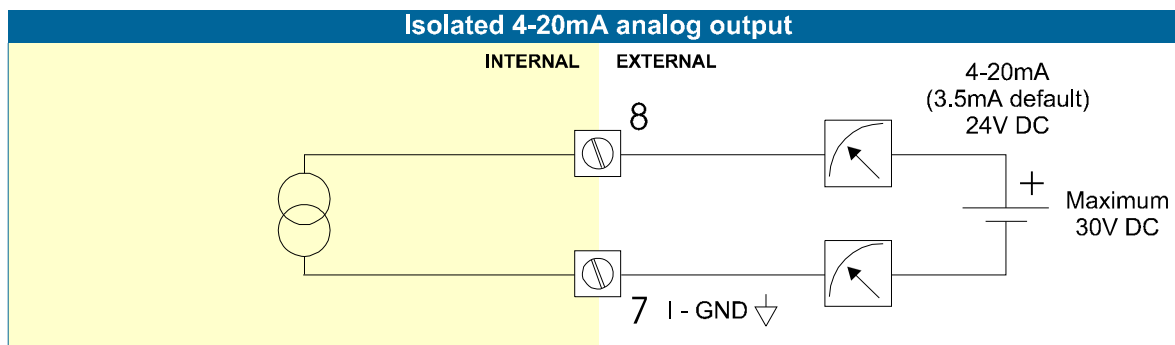 Isolated 4-20mA analog output
INTERNAL
EXTERNAL
4-20mA
(3.5mA default)
24V DC
8
+
Maximum
30V DC
7 I - GND